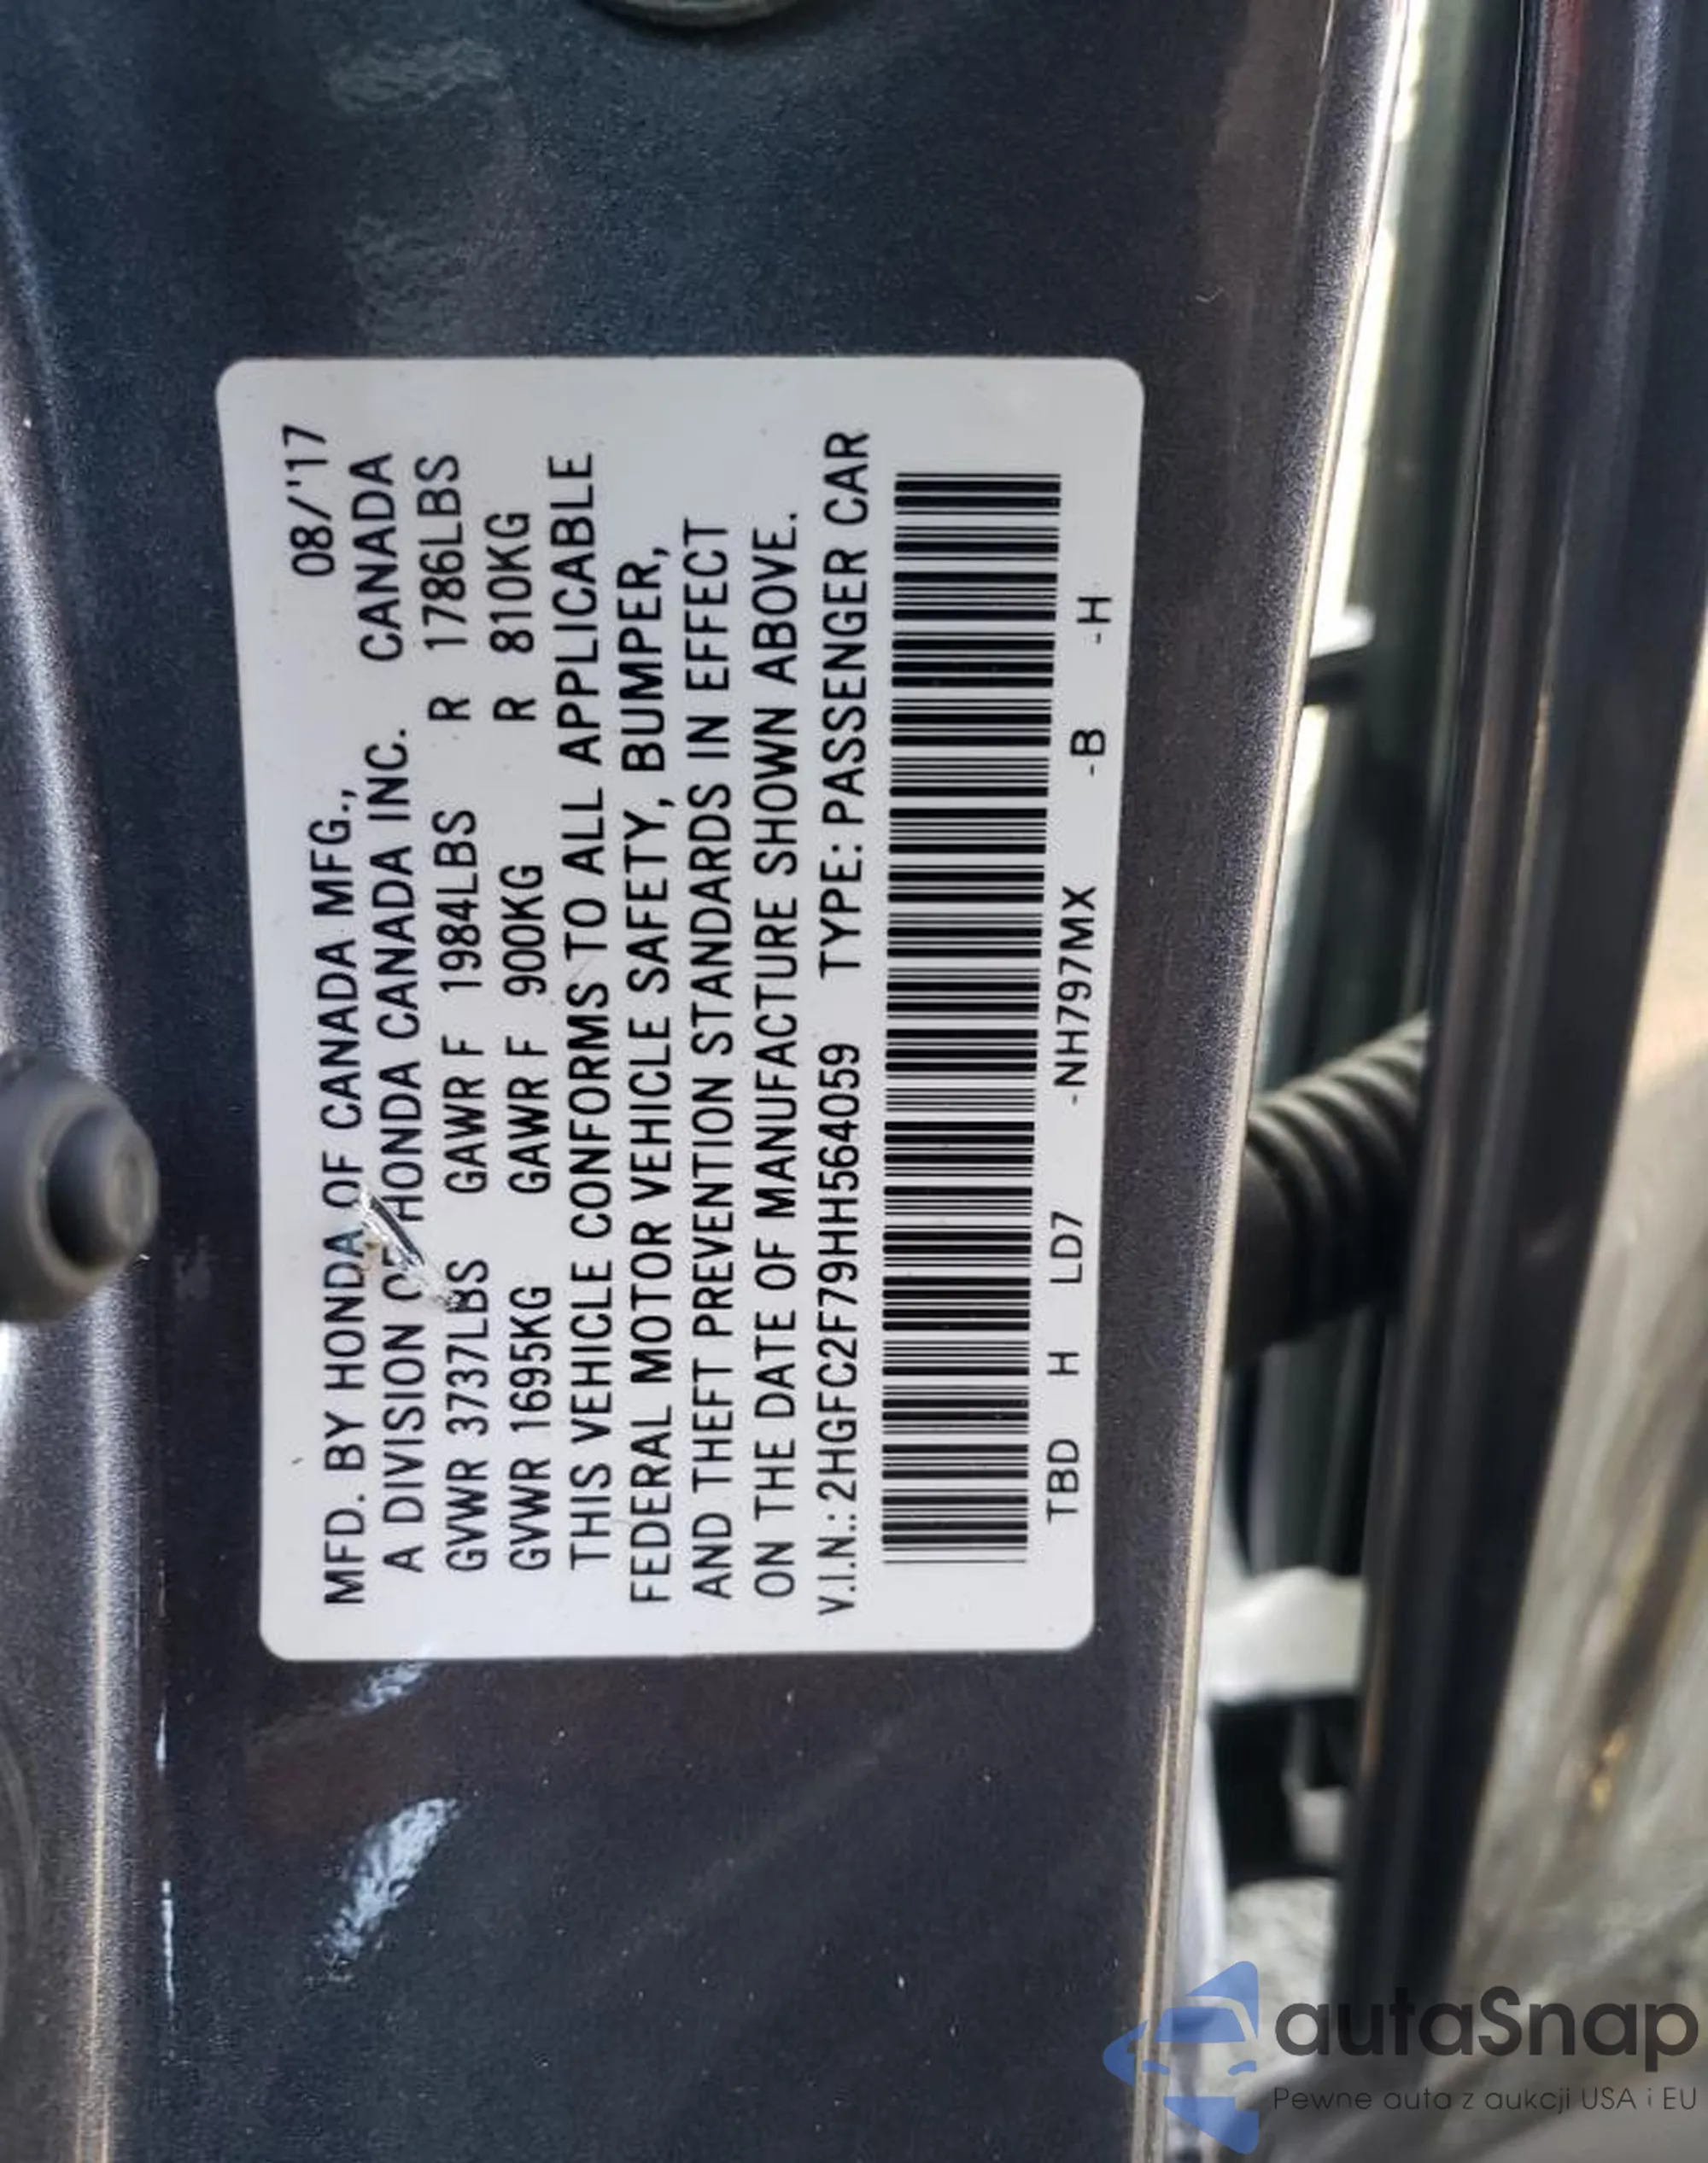 08/'17
MFD. BY HONDA OF CANADA MFG.,
A DIVISION OF HONDA CANADA INC. CANADA
GVWR 3737LBS GAWR F 1984LBS R 1786LBS
GVWR 1695KG GAWR F 900KG R 810KG
THIS VEHICLE CONFORMS TO ALL APPLICABLE
FEDERAL MOTOR VEHICLE SAFETY, BUMPER,
AND THEFT PREVENTION STANDARDS IN EFFECT
ON THE DATE OF MANUFACTURE SHOWN ABOVE.
V.I.N.: 2HGFC2F79HH564059 TYPE: PASSENGER CAR
TBD H LD7 -NH797MX -B -H
autaSnap
Pewne auta z aukcji USA i EU